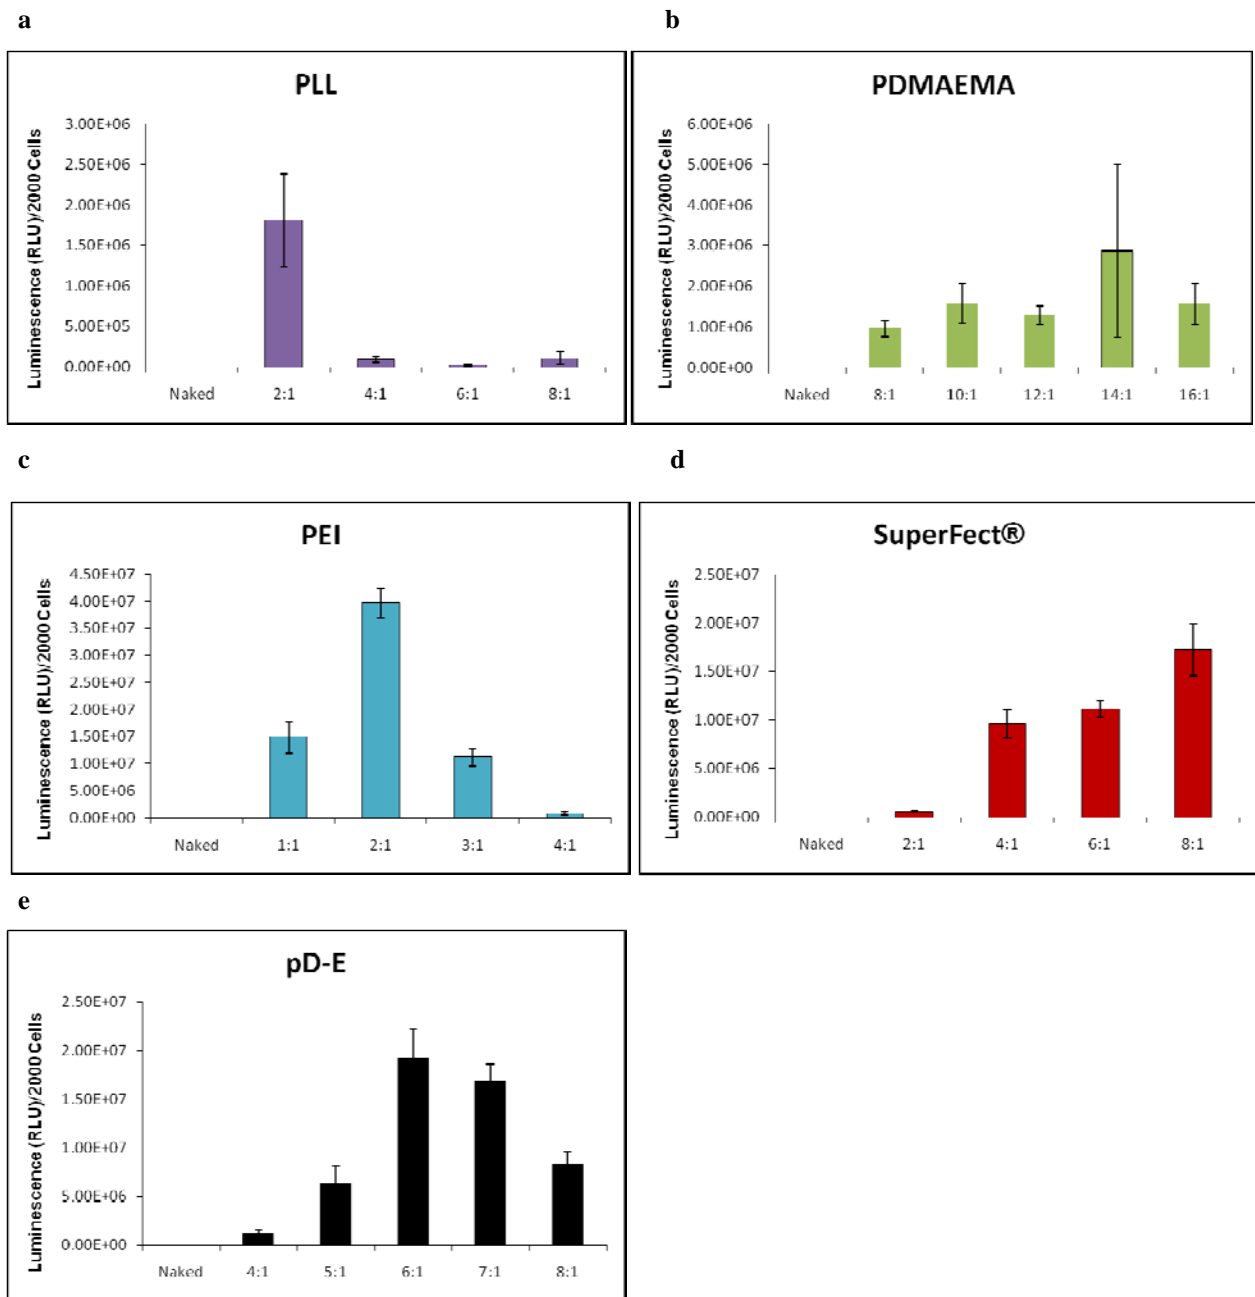 a
PLL
Luminescence (RLU)/2000 Cells
3.00E+06
2.50E+06
2.00E+06
1.50E+06
1.00E+06
5.00E+05
0.00E+00
Naked 2:1 4:1 6:1 8:1
b
PDMAEMA
Luminescence (RLU)/2000 Cells
6.00E+06
5.00E+06
4.00E+06
3.00E+06
2.00E+06
1.00E+06
0.00E+00
Naked 8:1 10:1 12:1 14:1 16:1
c
PEI
Luminescence (RLU)/2000 Cells
4.50E+07
4.00E+07
3.50E+07
3.00E+07
2.50E+07
2.00E+07
1.50E+07
1.00E+07
5.00E+06
0.00E+00
Naked 1:1 2:1 3:1 4:1
d
SuperFect®
Luminescence (RLU)/2000 Cells
2.50E+07
2.00E+07
1.50E+07
1.00E+07
5.00E+06
0.00E+00
Naked 2:1 4:1 6:1 8:1
e
pD-E
Luminescence (RLU)/2000 Cells
2.50E+07
2.00E+07
1.50E+07
1.00E+07
5.00E+06
0.00E+00
Naked 4:1 5:1 6:1 7:1 8:1